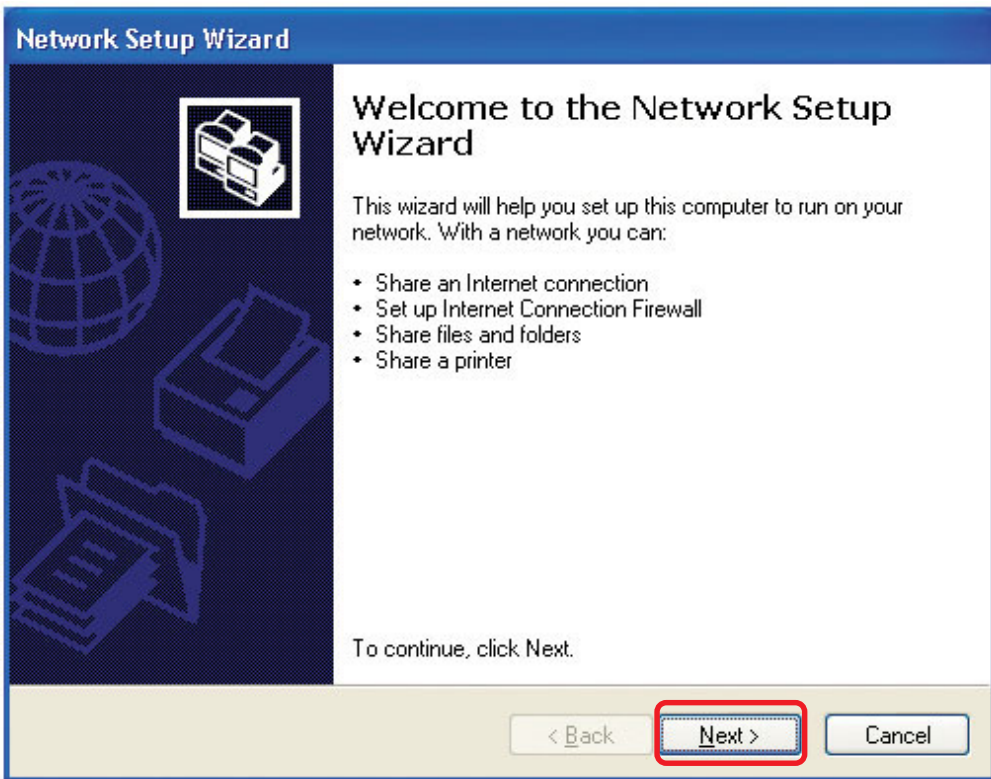 Network Setup Wizard
Welcome to the Network Setup
Wizard
This wizard will help you set up this computer to run on your
network. With a network you can:
• Share an Internet connection
• Set up Internet Connection Firewall
• Share files and folders
• Share a printer
To continue, click Next.
< Back Next > Cancel